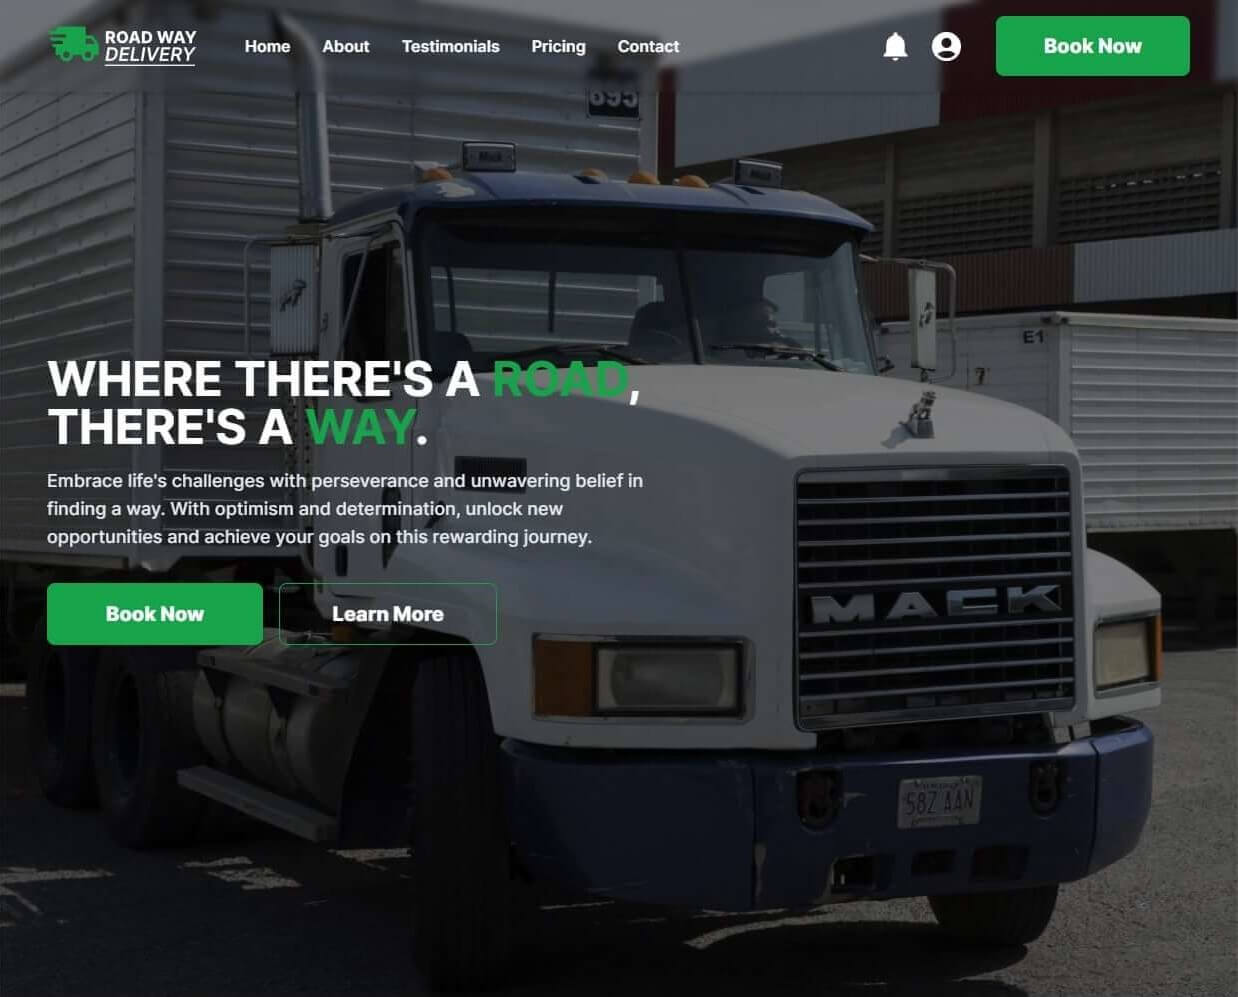 ROAD WAY
DELIVERY
Home About Testimonials Pricing Contact
Book Now
695
E1
WHERE THERE'S A ROAD,
THERE'S A WAY.
Embrace life's challenges with perseverance and unwavering belief in
finding a way. With optimism and determination, unlock new
opportunities and achieve your goals on this rewarding journey.
Book Now Learn More
MACK
58Z AAN